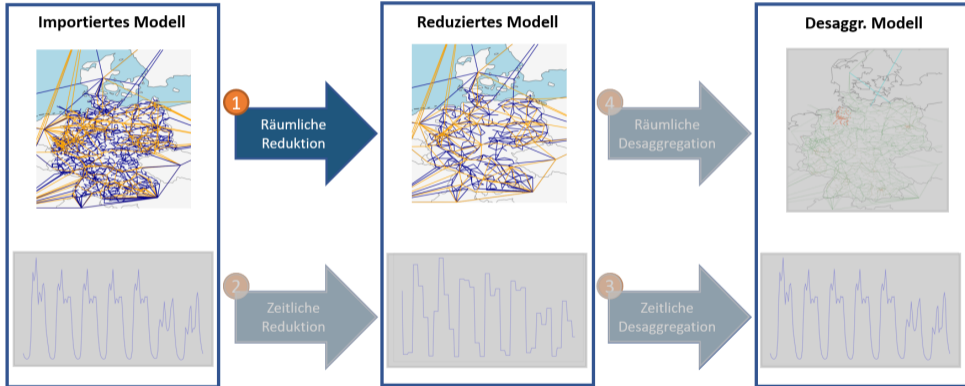 Importiertes Modell
Reduziertes Modell
Desaggr. Modell
1
Räumliche
Reduktion
4
Räumliche
Desaggregation
2
Zeitliche
Reduktion
3
Zeitliche
Desaggregation